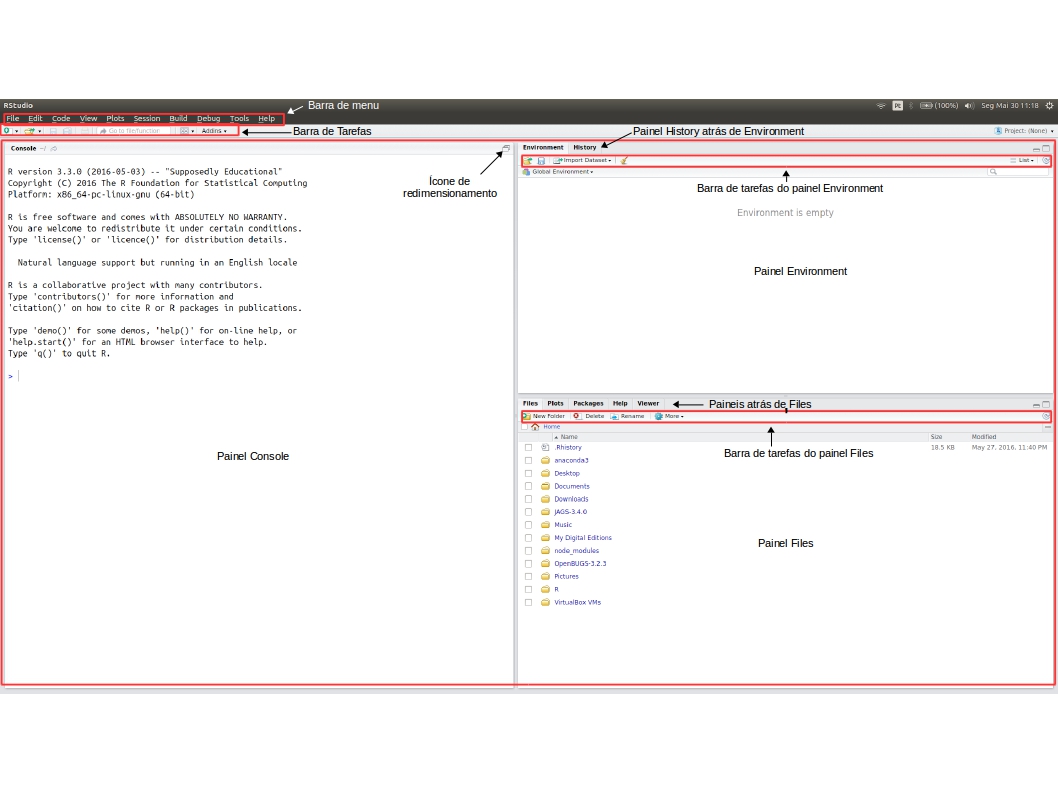 RStudio
Barra de menu
Pt
(100%)
Seg Mai 30 11:18
File Edit Code View Plots Session Build Debug Tools Help
Go to file/function
Addins
Barra de Tarefas
Painel History atrás de Environment
Project: (None)
Console ~/
Ícone de
redimensionamento
R version 3.3.0 (2016-05-03) -- "Supposedly Educational"
Copyright (C) 2016 The R Foundation for Statistical Computing
Platform: x86_64-pc-linux-gnu (64-bit)
R is free software and comes with ABSOLUTELY NO WARRANTY.
You are welcome to redistribute it under certain conditions.
Type 'license()' or 'licence()' for distribution details.
Natural language support but running in an English locale
R is a collaborative project with many contributors.
Type 'contributors()' for more information and
'citation()' on how to cite R or R packages in publications.
Type 'demo()' for some demos, 'help()' for on-line help, or
'help.start()' for an HTML browser interface to help.
Type 'q()' to quit R.
>
Painel Console
Environment History
Import Dataset
List
Global Environment
Barra de tarefas do painel Environment
Environment is empty
Painel Environment
Files Plots Packages Help Viewer
Paineis atrás de Files
New Folder Delete Rename More
Home
Name Size Modified
.Rhistory 18.5 KB May 27, 2016, 11:40 PM
Barra de tarefas do painel Files
anaconda3
Desktop
Documents
Downloads
JAGS-3.4.0
Music
My Digital Editions
Painel Files
node_modules
OpenBUGS-3.2.3
Pictures
R
VirtualBox VMs